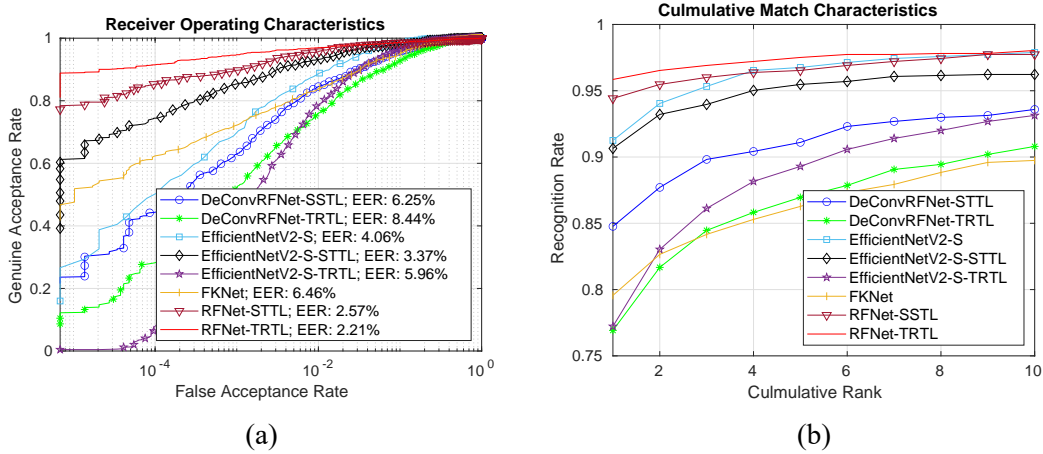 Receiver Operating Characteristics
1
0.8
0.6
0.4
0.2
0
Genuine Acceptance Rate
DeConvRFNet-SSTL; EER: 6.25%
DeConvRFNet-TRTL; EER: 8.44%
EfficientNetV2-S; EER: 4.06%
EfficientNetV2-S-STTL; EER: 3.37%
EfficientNetV2-S-TRTL; EER: 5.96%
FKNet; EER: 6.46%
RFNet-STTL; EER: 2.57%
RFNet-TRTL; EER: 2.21%
10-4
10-2
100
False Acceptance Rate
(a)
Culmulative Match Characteristics
1
0.95
0.9
0.85
0.8
0.75
Recognition Rate
DeConvRFNet-STTL
DeConvRFNet-TRTL
EfficientNetV2-S
EfficientNetV2-S-STTL
EfficientNetV2-S-TRTL
FKNet
RFNet-SSTL
RFNet-TRTL
2
4
6
8
10
Culmulative Rank
(b)